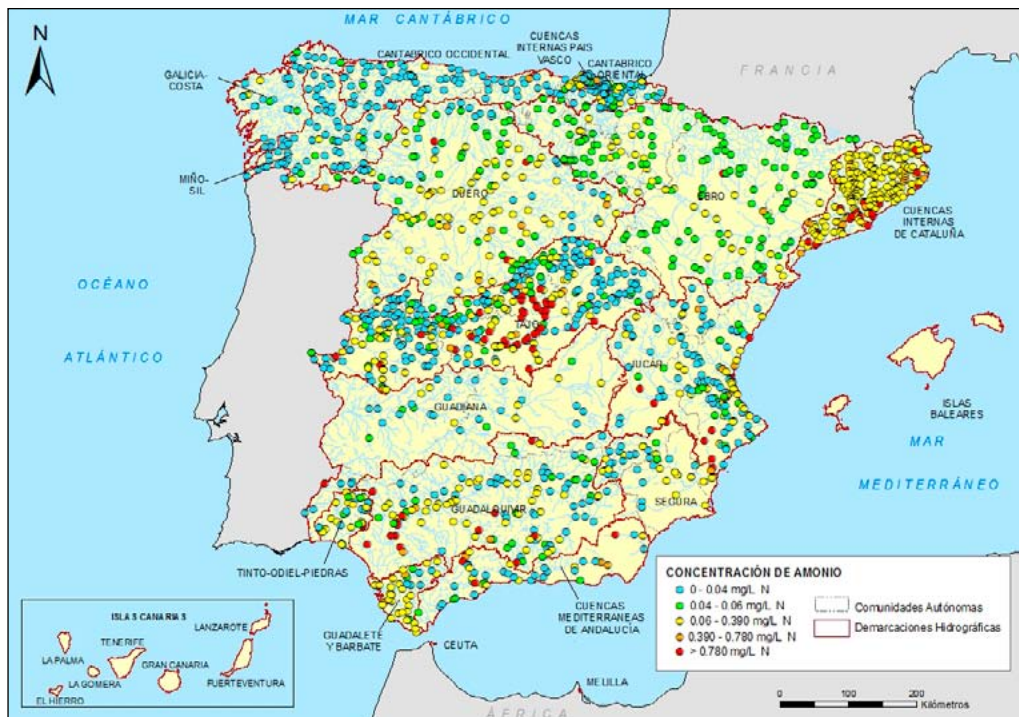 N
MAR CANTÁBRICO
CANTABRICO OCCIDENTAL
CUENCAS
INTERNAS PAIS
VASCO
CANTABRICO
ORIENTAL
FRANCIA
GALICIA-
COSTA
MIÑO-
SIL
DUERO
EBRO
CUENCAS
INTERNAS
DE CATALUÑA
OCÉANO
ATLÁNTICO
TAJO
JUCAR
GUADIANA
ISLAS
BALEARES
MAR
MEDITERRÁNEO
SEGURA
GUADALQUIVIR
TINTO-ODIEL-PIEDRAS
GUADALETE
Y BARBATE
CUENCAS
MEDITERRANEAS
DE ANDALUCÍA
CEUTA
MELILLA
ÁFRICA
ISLAS CANARIAS
LANZAROTE
LA PALMA
TENERIFE
LA GOMERA
GRAN CANARIA
EL HIERRO
FUERTEVENTURA
CONCENTRACIÓN DE AMONIO
0 - 0.04 mg/L N
0.04 - 0.06 mg/L N
0.06 - 0.390 mg/L N
0.390 - 0.780 mg/L N
> 0.780 mg/L N
Comunidades Autónomas
Demarcaciones Hidrográficas
0 100 200
Kilómetros